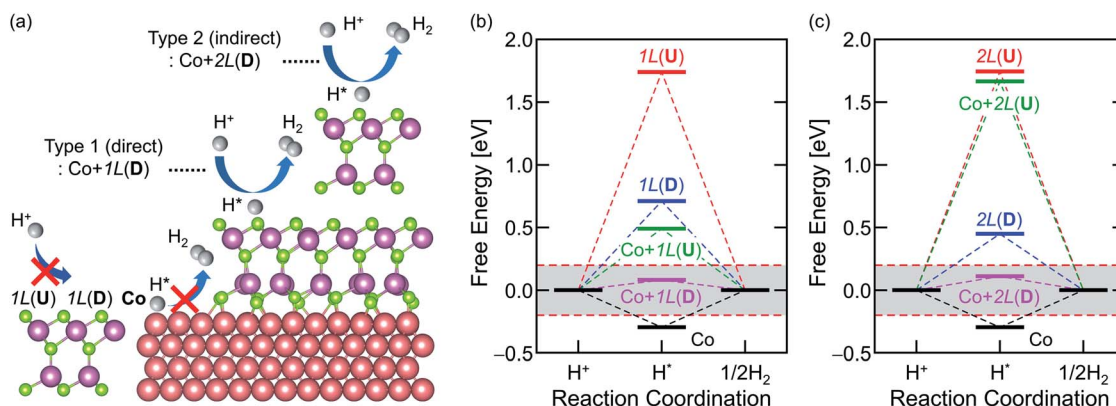 (a)
H⁺
H₂
Type 2 (indirect)
: Co+2L(D)
H*
H⁺
H₂
Type 1 (direct)
: Co+1L(D)
H*
H⁺
H₂
1L(U) 1L(D) Co
H*
(b)
Free Energy [eV]
2.0
1.5
1.0
0.5
0.0
−0.5
1L(U)
1L(D)
Co+1L(U)
Co+1L(D)
Co
H⁺
H*
1/2H₂
Reaction Coordination
(c)
Free Energy [eV]
2.0
1.5
1.0
0.5
0.0
−0.5
2L(U)
Co+2L(U)
2L(D)
Co+2L(D)
Co
H⁺
H*
1/2H₂
Reaction Coordination